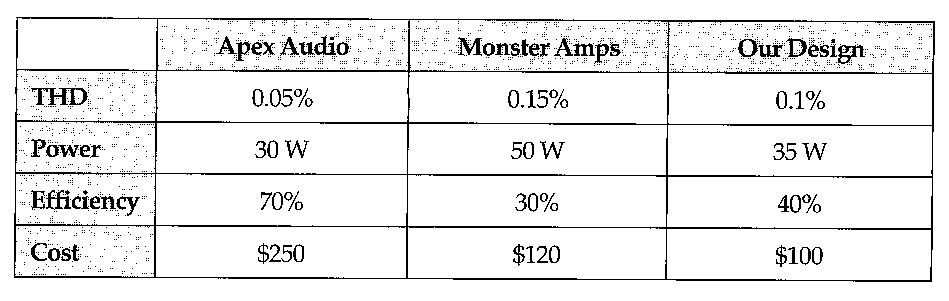 Apex Audio Monster Amps Our Design
THD 0.05% 0.15% 0.1%
Power 30 W 50 W 35 W
Efficiency 70% 30% 40%
Cost $250 $120 $100